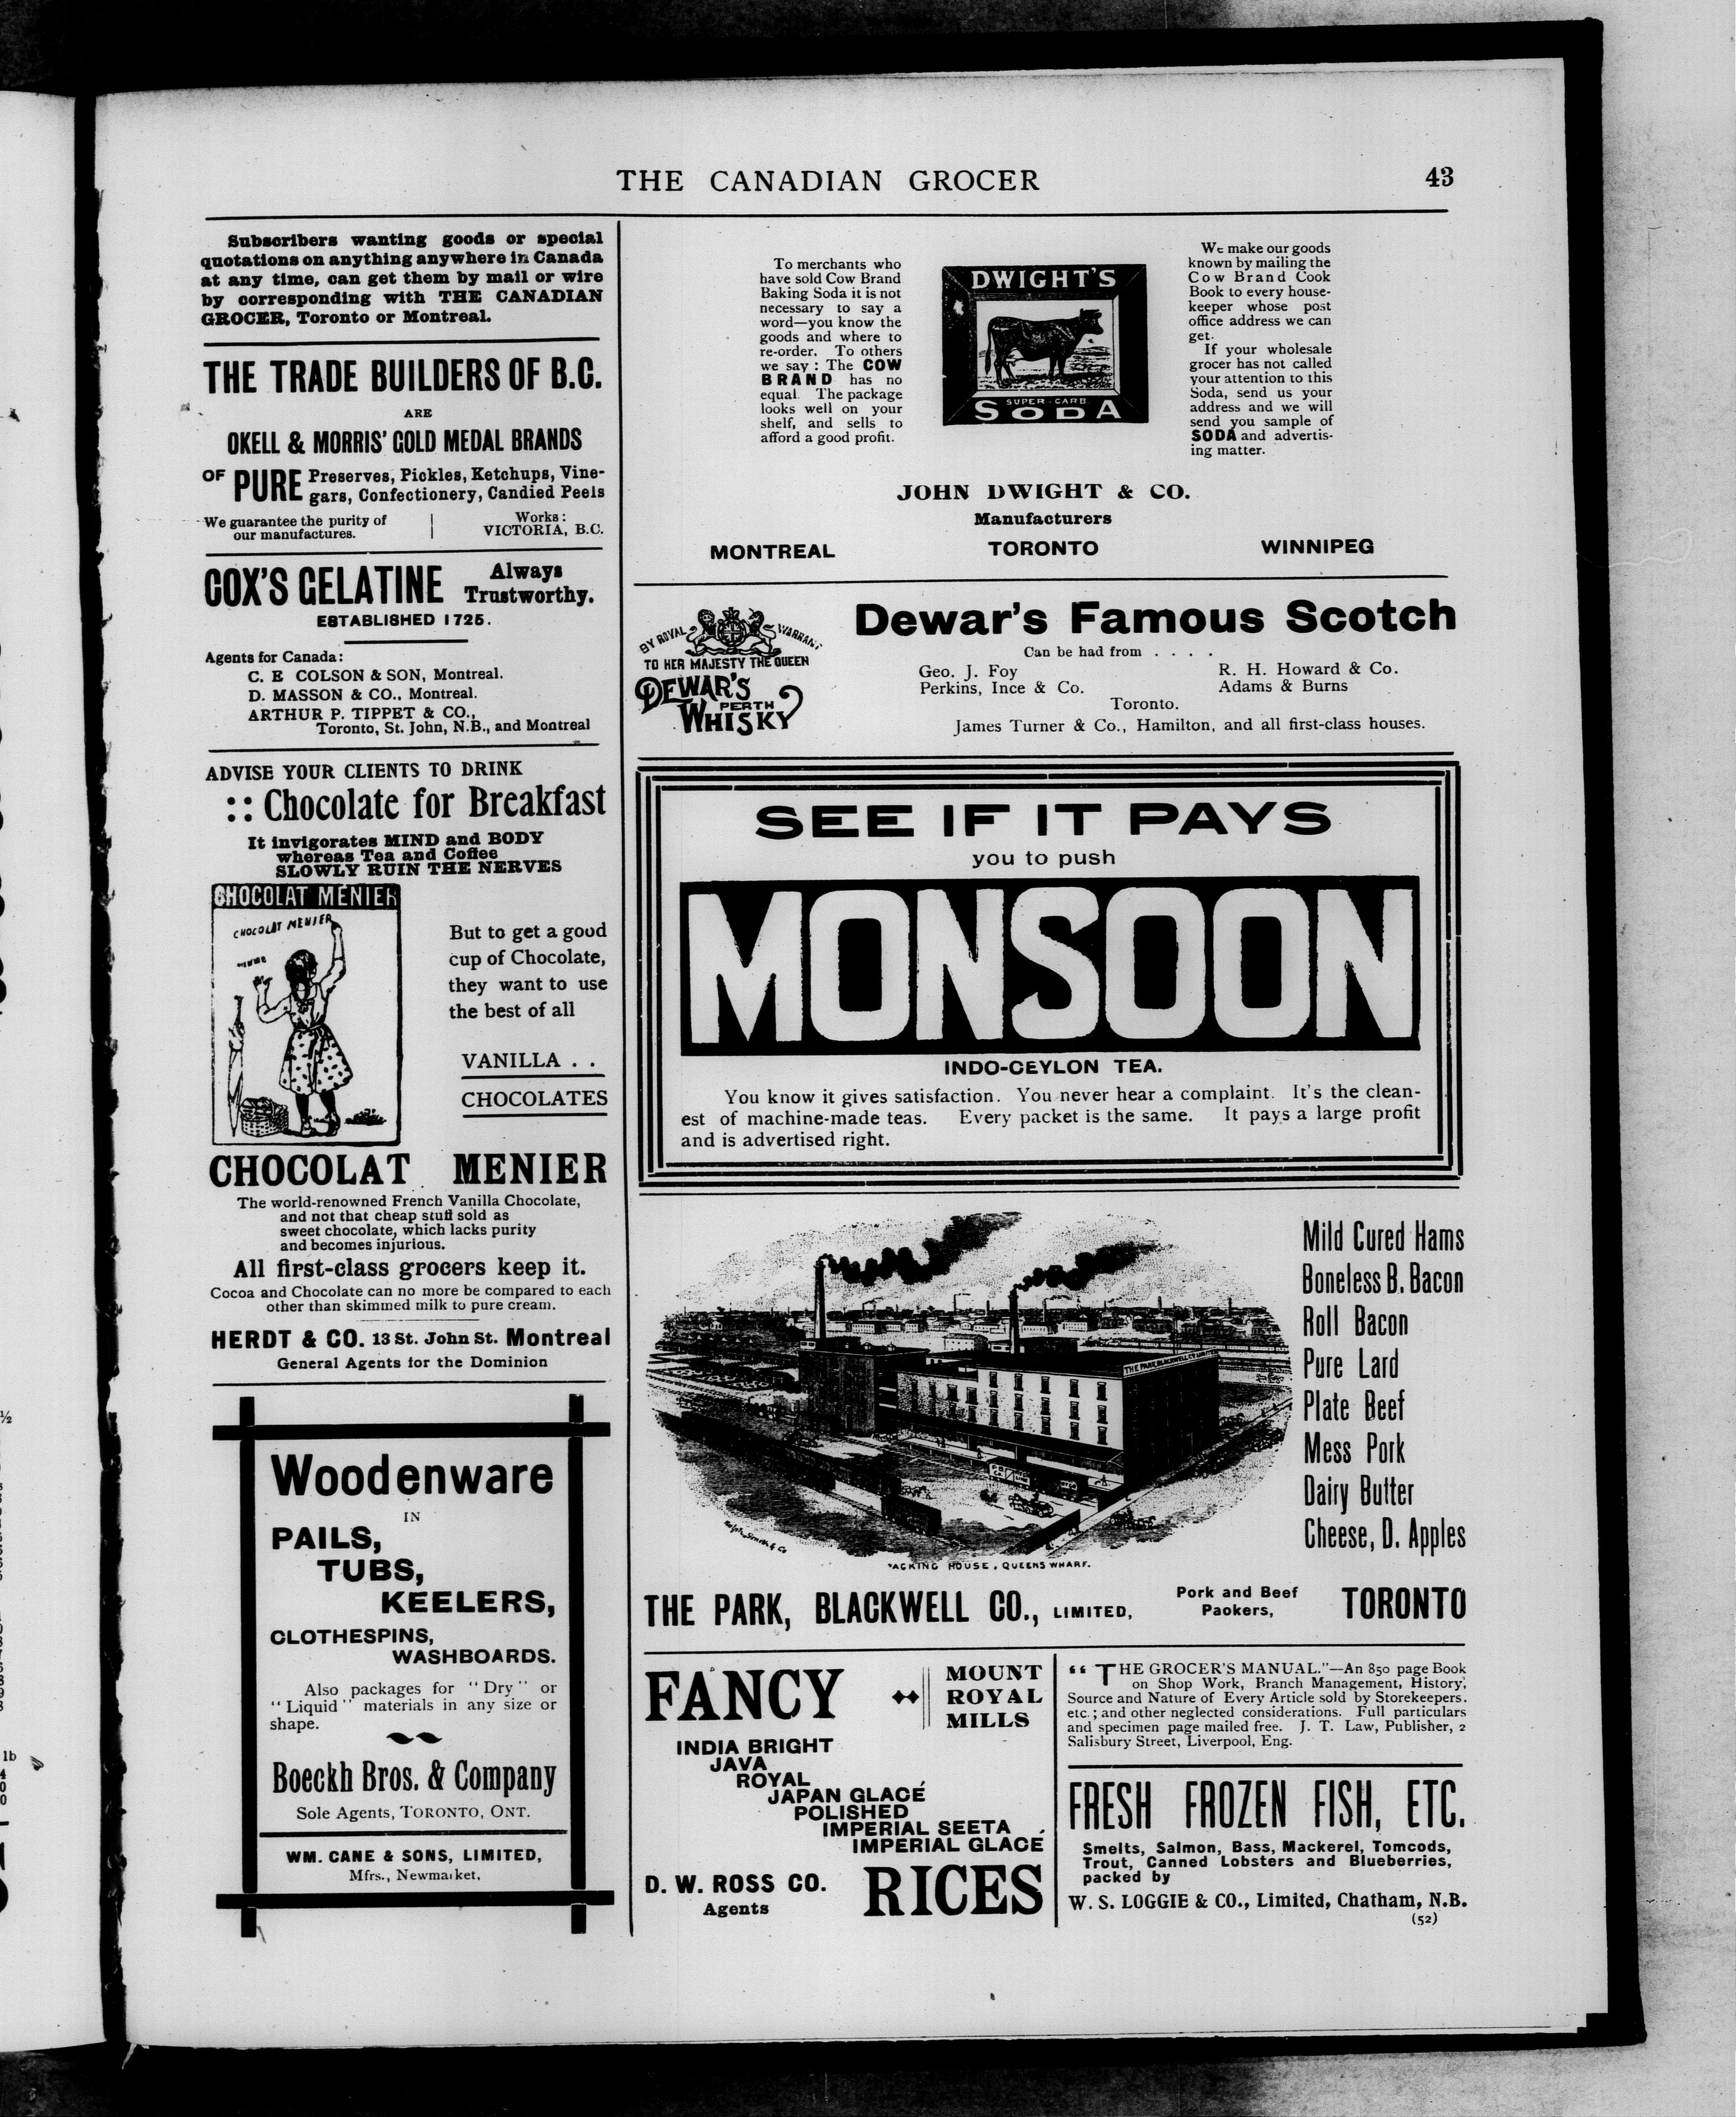 THE CANADIAN GROCER 43
Subscribers wanting goods or special
quotations on anything anywhere in Canada
at any time, can get them by mail or wire
by corresponding with THE CANADIAN
GROCER, Toronto or Montreal.
THE TRADE BUILDERS OF B.C.
ARE
OKELL & MORRIS' GOLD MEDAL BRANDS
OF PURE Preserves, Pickles, Ketchups, Vine-
gars, Confectionery, Candied Peels
We guarantee the purity of
our manufactures.
Works:
VICTORIA, B.C.
COX'S GELATINE Always
Trustworthy.
ESTABLISHED 1725.
Agents for Canada:
C. E COLSON & SON, Montreal.
D. MASSON & CO., Montreal.
ARTHUR P. TIPPET & CO.,
Toronto, St. John, N.B., and Montreal
ADVISE YOUR CLIENTS TO DRINK
:: Chocolate for Breakfast
It invigorates MIND and BODY
whereas Tea and Coffee
SLOWLY RUIN THE NERVES
CHOCOLAT MENIER
CHOCOLAT MENIER
But to get a good
cup of Chocolate,
they want to use
the best of all
VANILLA . .
CHOCOLATES
CHOCOLAT MENIER
The world-renowned French Vanilla Chocolate,
and not that cheap stuff sold as
sweet chocolate, which lacks purity
and becomes injurious.
All first-class grocers keep it.
Cocoa and Chocolate can no more be compared to each
other than skimmed milk to pure cream.
HERDT & CO. 13 St. John St. Montreal
General Agents for the Dominion
Woodenware
IN
PAILS,
TUBS,
KEELERS,
CLOTHESPINS,
WASHBOARDS.
Also packages for "Dry" or
"Liquid" materials in any size or
shape.
Boeckh Bros. & Company
Sole Agents, TORONTO, ONT.
WM. CANE & SONS, LIMITED,
Mfrs., Newmarket,
To merchants who
have sold Cow Brand
Baking Soda it is not
necessary to say a
word—you know the
goods and where to
re-order. To others
we say: The COW
BRAND has no
equal. The package
looks well on your
shelf, and sells to
afford a good profit.
DWIGHT'S
SUPER-CARB
SODA
We make our goods
known by mailing the
Cow Brand Cook
Book to every house-
keeper whose post
office address we can
get.
If your wholesale
grocer has not called
your attention to this
Soda, send us your
address and we will
send you sample of
SODA and advertis-
ing matter.
JOHN DWIGHT & CO.
Manufacturers
MONTREAL TORONTO WINNIPEG
BY ROYAL WARRANT
TO HER MAJESTY THE QUEEN
DEWAR'S
PERTH
WHISKY
Dewar's Famous Scotch
Can be had from . . . .
Geo. J. Foy R. H. Howard & Co.
Perkins, Ince & Co. Adams & Burns
Toronto.
James Turner & Co., Hamilton, and all first-class houses.
SEE IF IT PAYS
you to push
MONSOON
INDO-CEYLON TEA.
You know it gives satisfaction. You never hear a complaint. It's the clean-
est of machine-made teas. Every packet is the same. It pays a large profit
and is advertised right.
THE PARK, BLACKWELL CO LIMITED
Ralph, Smith & Co
PACKING HOUSE, QUEENS WHARF.
Mild Cured Hams
Boneless B. Bacon
Roll Bacon
Pure Lard
Plate Beef
Mess Pork
Dairy Butter
Cheese, D. Apples
THE PARK, BLACKWELL CO., LIMITED, Pork and Beef
Packers, TORONTO
FANCY
MOUNT
ROYAL
MILLS
INDIA BRIGHT
JAVA
ROYAL
JAPAN GLACÉ
POLISHED
IMPERIAL SEETA
IMPERIAL GLACÉ
D. W. ROSS CO.
Agents
RICES
"THE GROCER'S MANUAL."—An 850 page Book
on Shop Work, Branch Management, History,
Source and Nature of Every Article sold by Storekeepers.
etc.; and other neglected considerations. Full particulars
and specimen page mailed free. J. T. Law, Publisher, 2
Salisbury Street, Liverpool, Eng.
FRESH FROZEN FISH, ETC.
Smelts, Salmon, Bass, Mackerel, Tomcods,
Trout, Canned Lobsters and Blueberries,
packed by
W. S. LOGGIE & CO., Limited, Chatham, N.B.
(52)